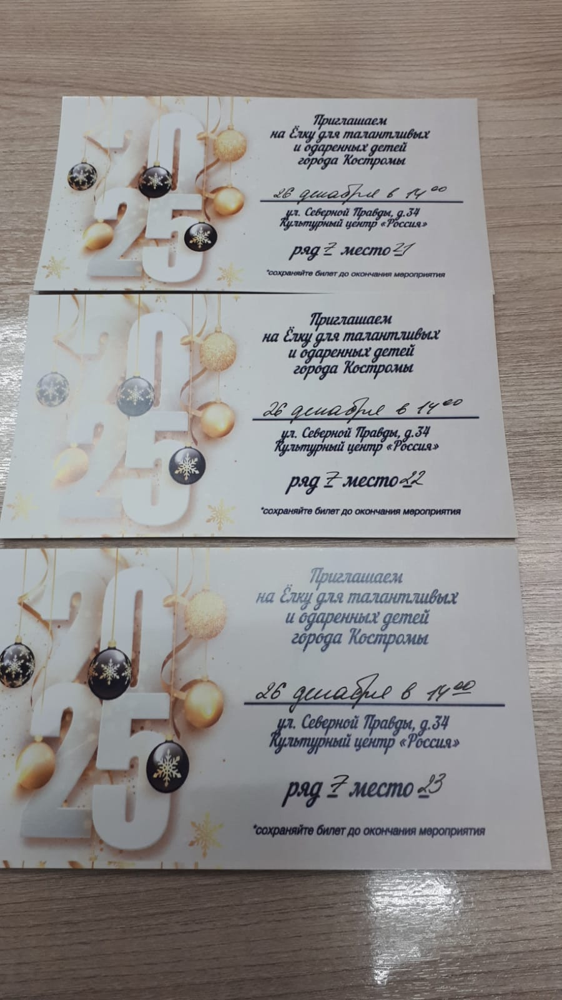 2025
Приглашаем
на Ёлку для талантливых
и одаренных детей
города Костромы
26 декабря в 14 00
ул. Северной Правды, д.34
Культурный центр «Россия»
ряд 7 место 21
*сохраняйте билет до окончания мероприятия
2025
Приглашаем
на Ёлку для талантливых
и одаренных детей
города Костромы
26 декабря в 14 00
ул. Северной Правды, д.34
Культурный центр «Россия»
ряд 7 место 22
*сохраняйте билет до окончания мероприятия
2025
Приглашаем
на Ёлку для талантливых
и одаренных детей
города Костромы
26 декабря в 14 00
ул. Северной Правды, д.34
Культурный центр «Россия»
ряд 7 место 23
*сохраняйте билет до окончания мероприятия